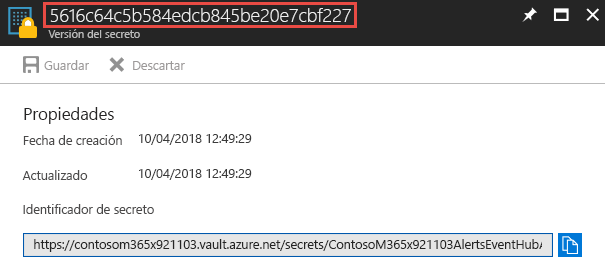 5616c64c5b584edcb845be20e7cbf227
Versión del secreto
Guardar Descartar
Propiedades
Fecha de creación 10/04/2018 12:49:29
Actualizado 10/04/2018 12:49:29
Identificador de secreto
https://contosom365x921103.vault.azure.net/secrets/ContosoM365x921103AlertsEventHub